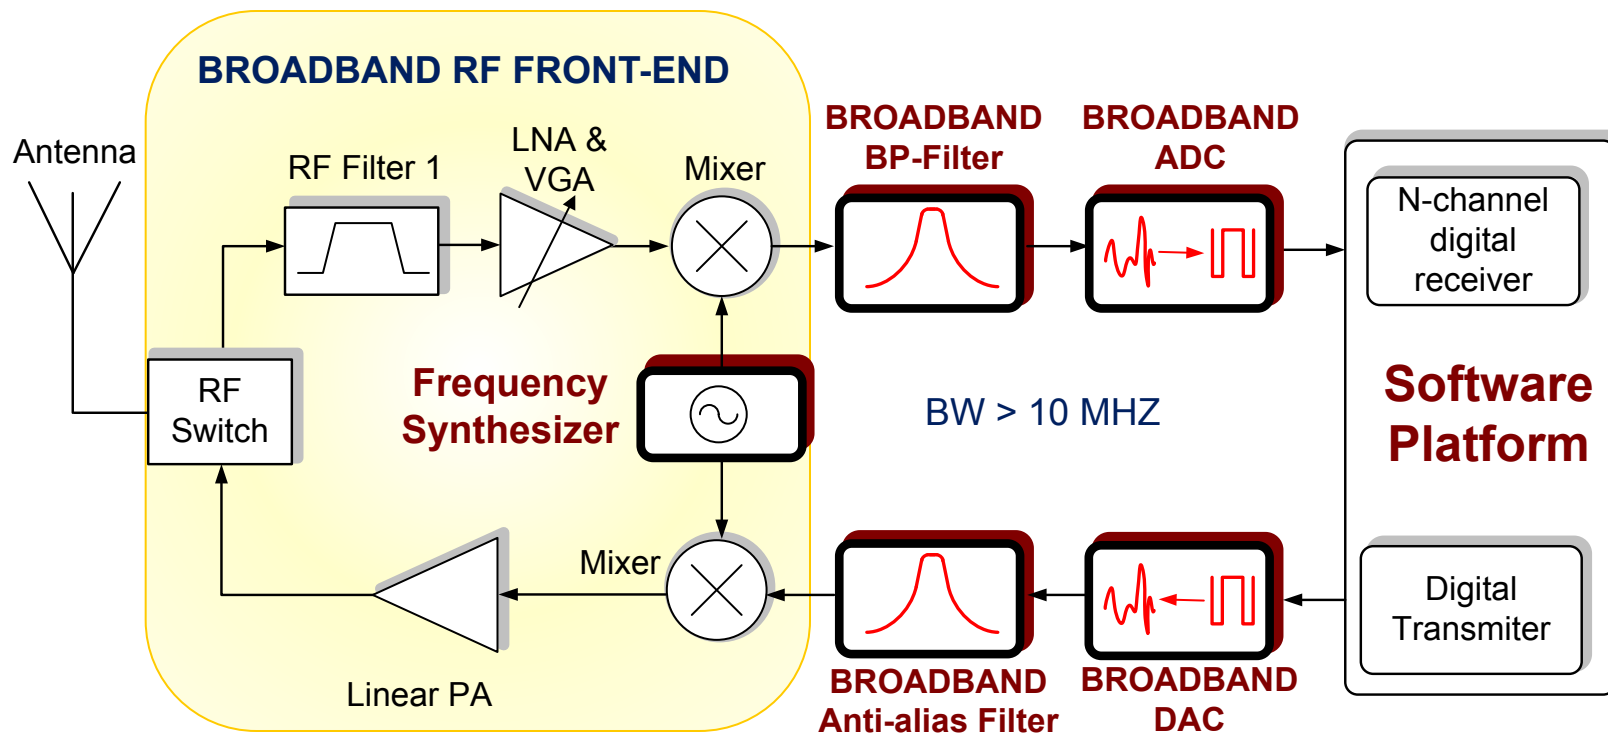 BROADBAND RF FRONT-END
Antenna
RF Filter 1
LNA &
VGA
Mixer
BROADBAND
BP-Filter
BROADBAND
ADC
N-channel
digital
receiver
RF
Switch
Frequency
Synthesizer
BW > 10 MHZ
Software
Platform
Mixer
Linear PA
BROADBAND
Anti-alias Filter
BROADBAND
DAC
Digital
Transmiter